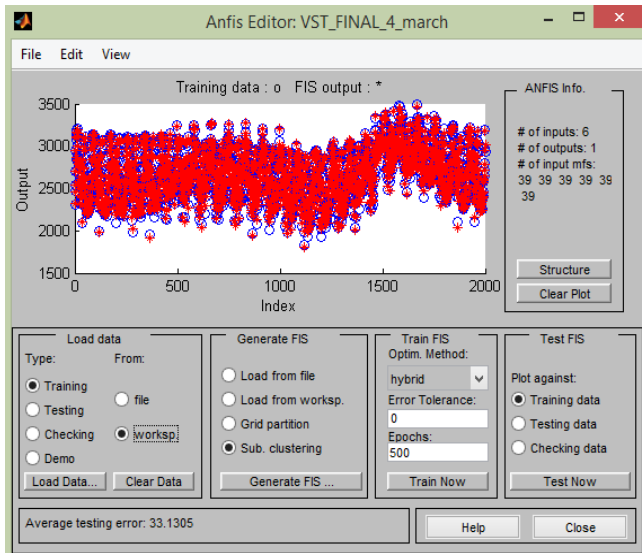 Anfis Editor: VST_FINAL_4_march
File Edit View
Training data : o FIS output : *
3500
3000
2500
2000
1500
Output
0 500 1000 1500 2000
Index
ANFIS Info.
# of inputs: 6
# of outputs: 1
# of input mfs:
39 39 39 39 39
39
Structure
Clear Plot
Load data
Type: From:
Training
Testing
Checking
Demo
file
worksp.
Load Data... Clear Data
Generate FIS
Load from file
Load from worksp.
Grid partition
Sub. clustering
Generate FIS ...
Train FIS
Optim. Method:
hybrid
Error Tolerance:
0
Epochs:
500
Train Now
Test FIS
Plot against:
Training data
Testing data
Checking data
Test Now
Average testing error: 33.1305
Help Close